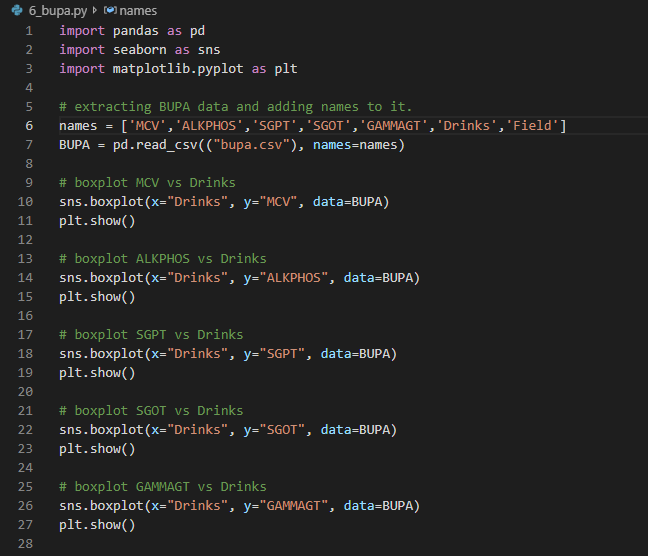 6_bupa.py > names
1 import pandas as pd
2 import seaborn as sns
3 import matplotlib.pyplot as plt
4
5 # extracting BUPA data and adding names to it.
6 names = ['MCV','ALKPHOS','SGPT','SGOT','GAMMAGT','Drinks','Field']
7 BUPA = pd.read_csv(("bupa.csv"), names=names)
8
9 # boxplot MCV vs Drinks
10 sns.boxplot(x="Drinks", y="MCV", data=BUPA)
11 plt.show()
12
13 # boxplot ALKPHOS vs Drinks
14 sns.boxplot(x="Drinks", y="ALKPHOS", data=BUPA)
15 plt.show()
16
17 # boxplot SGPT vs Drinks
18 sns.boxplot(x="Drinks", y="SGPT", data=BUPA)
19 plt.show()
20
21 # boxplot SGOT vs Drinks
22 sns.boxplot(x="Drinks", y="SGOT", data=BUPA)
23 plt.show()
24
25 # boxplot GAMMAGT vs Drinks
26 sns.boxplot(x="Drinks", y="GAMMAGT", data=BUPA)
27 plt.show()
28